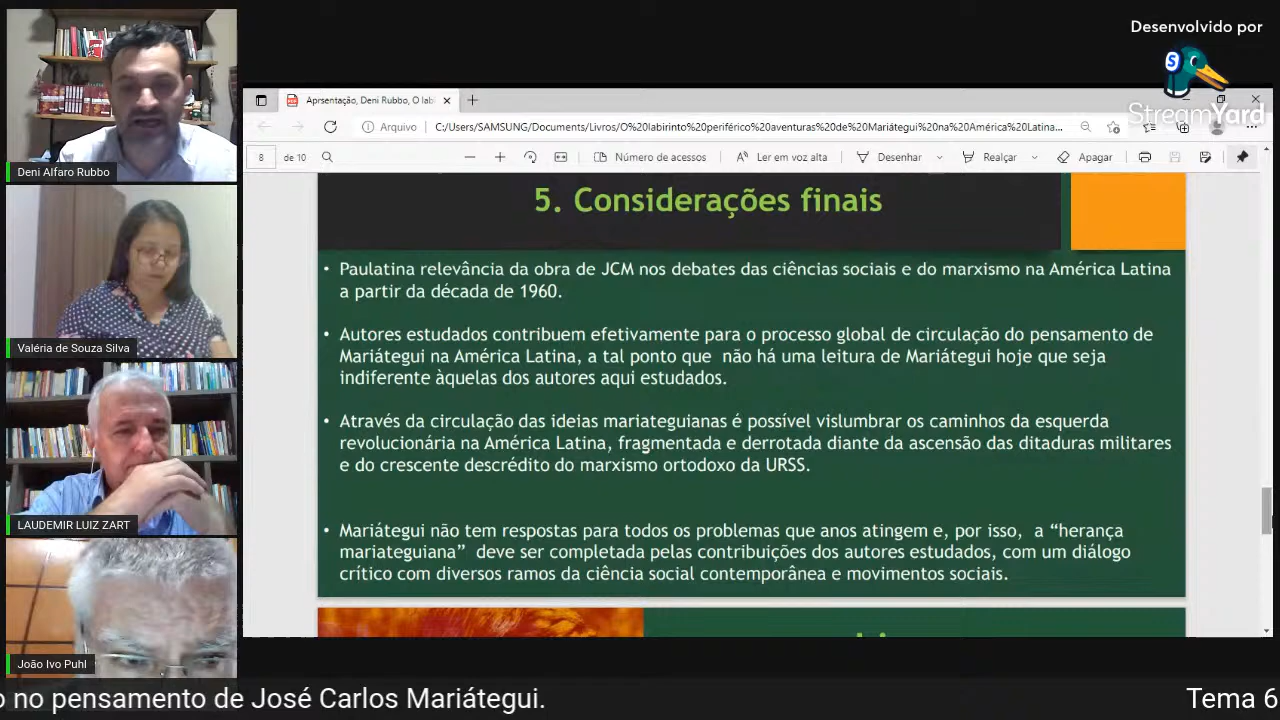 Desenvolvido por
StreamYard
Deni Alfaro Rubbo
Valéria de Souza Silva
LAUDEMIR LUIZ ZART
João Ivo Puhl
Aprsentação, Deni Rubbo, O lab
Arquivo
C:/Users/SAMSUNG/Documents/Livros/O%20labirinto%20periférico%20aventuras%20de%20Mariátegui%20na%20América%20Latina...
8 de 10
Número de acessos
Ler em voz alta
Desenhar
Realçar
Apagar
5. Considerações finais
• Paulatina relevância da obra de JCM nos debates das ciências sociais e do marxismo na América Latina
a partir da década de 1960.
• Autores estudados contribuem efetivamente para o processo global de circulação do pensamento de
Mariátegui na América Latina, a tal ponto que não há uma leitura de Mariátegui hoje que seja
indiferente àquelas dos autores aqui estudados.
• Através da circulação das ideias mariateguianas é possível vislumbrar os caminhos da esquerda
revolucionária na América Latina, fragmentada e derrotada diante da ascensão das ditaduras militares
e do crescente descrédito do marxismo ortodoxo da URSS.
• Mariátegui não tem respostas para todos os problemas que anos atingem e, por isso, a “herança
mariateguiana” deve ser completada pelas contribuições dos autores estudados, com um diálogo
crítico com diversos ramos da ciência social contemporânea e movimentos sociais.
o no pensamento de José Carlos Mariátegui.
Tema 6